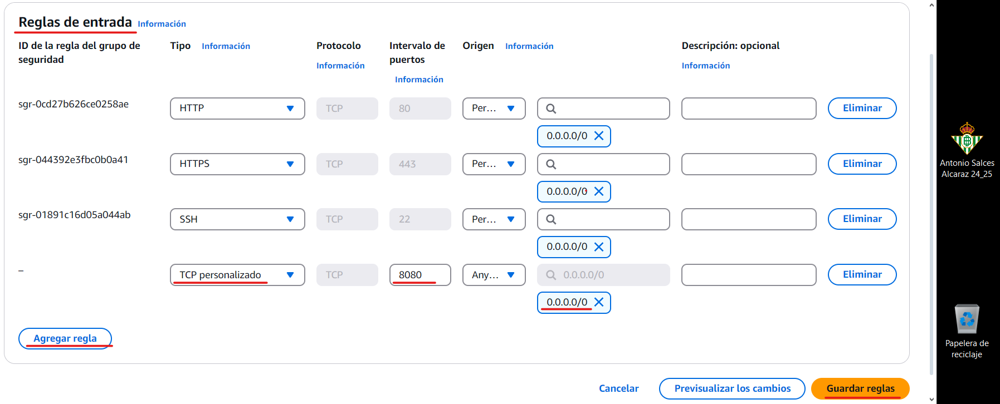 Reglas de entrada Información
ID de la regla del grupo de seguridad
Tipo Información
Protocolo Información
Intervalo de puertos Información
Origen Información
Descripción: opcional Información
sgr-0cd27b626ce0258ae HTTP TCP 80 Per... Eliminar
0.0.0.0/0
sgr-044392e3fbc0b0a41 HTTPS TCP 443 Per... Eliminar
0.0.0.0/0
sgr-01891c16d05a044ab SSH TCP 22 Per... Eliminar
0.0.0.0/0
– TCP personalizado TCP 8080 Any... 0.0.0.0/0 Eliminar
0.0.0.0/0
Agregar regla
Cancelar Previsualizar los cambios Guardar reglas
Antonio Salces
Alcaraz 24_25
Papelera de
reciclaje